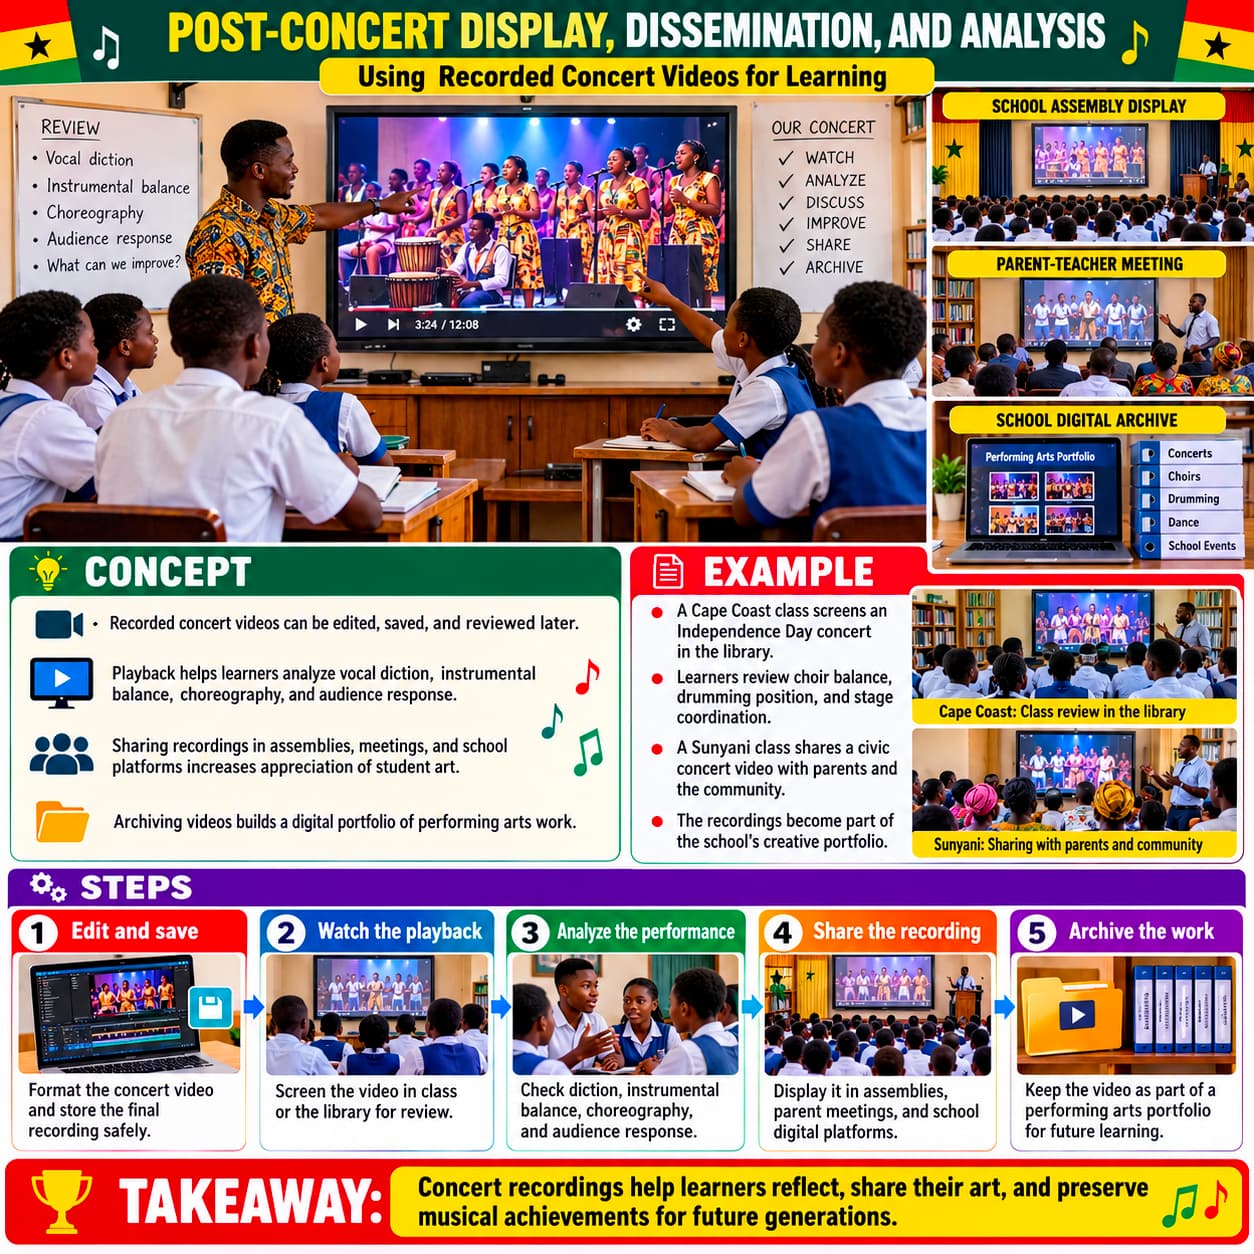 POST-CONCERT DISPLAY, DISSEMINATION, AND ANALYSIS
Using Recorded Concert Videos for Learning
REVIEW
• Vocal diction
• Instrumental balance
• Choreography
• Audience response
• What can we improve?
3:24 / 12:08
OUR CONCERT
✓ WATCH
✓ ANALYZE
✓ DISCUSS
✓ IMPROVE
✓ SHARE
✓ ARCHIVE
SCHOOL ASSEMBLY DISPLAY
PARENT-TEACHER MEETING
SCHOOL DIGITAL ARCHIVE
Performing Arts Portfolio
Concerts
Choirs
Drumming
Dance
School Events
CONCEPT
• Recorded concert videos can be edited, saved, and reviewed later.
Playback helps learners analyze vocal diction, instrumental
balance, choreography, and audience response.
Sharing recordings in assemblies, meetings, and school
platforms increases appreciation of student art.
Archiving videos builds a digital portfolio of performing arts work.
EXAMPLE
• A Cape Coast class screens an
Independence Day concert
in the library.
• Learners review choir balance,
drumming position, and stage
coordination.
• A Sunyani class shares a civic
concert video with parents and
the community.
• The recordings become part of
the school's creative portfolio.
Cape Coast: Class review in the library
Sunyani: Sharing with parents and community
STEPS
1 Edit and save
Format the concert video
and store the final
recording safely.
2 Watch the playback
Screen the video in class
or the library for review.
3 Analyze the performance
Check diction, instrumental
balance, choreography,
and audience response.
4 Share the recording
Display it in assemblies,
parent meetings, and school
digital platforms.
5 Archive the work
Keep the video as part of a
performing arts portfolio
for future learning.
TAKEAWAY:
Concert recordings help learners reflect, share their art, and preserve
musical achievements for future generations.